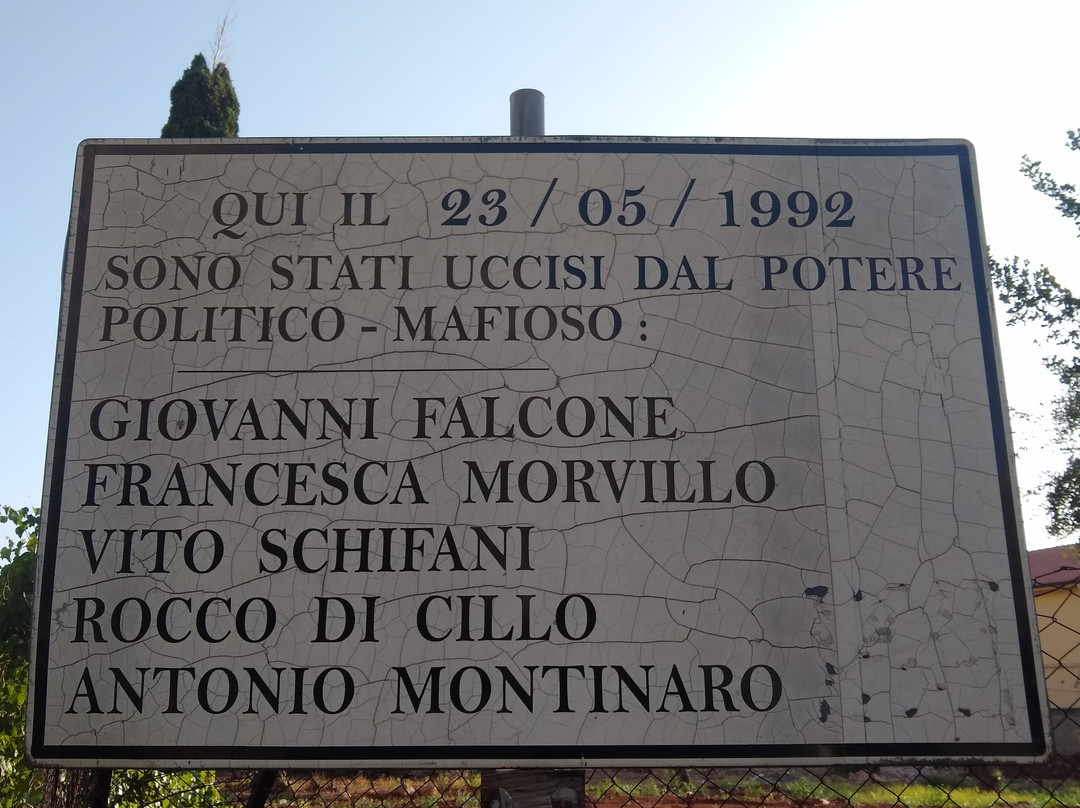 QUI IL 23 / 05 / 1992
SONO STATI UCCISI DAL POTERE
POLITICO - MAFIOSO :
GIOVANNI FALCONE
FRANCESCA MORVILLO
VITO SCHIFANI
ROCCO DI CILLO
ANTONIO MONTINARO